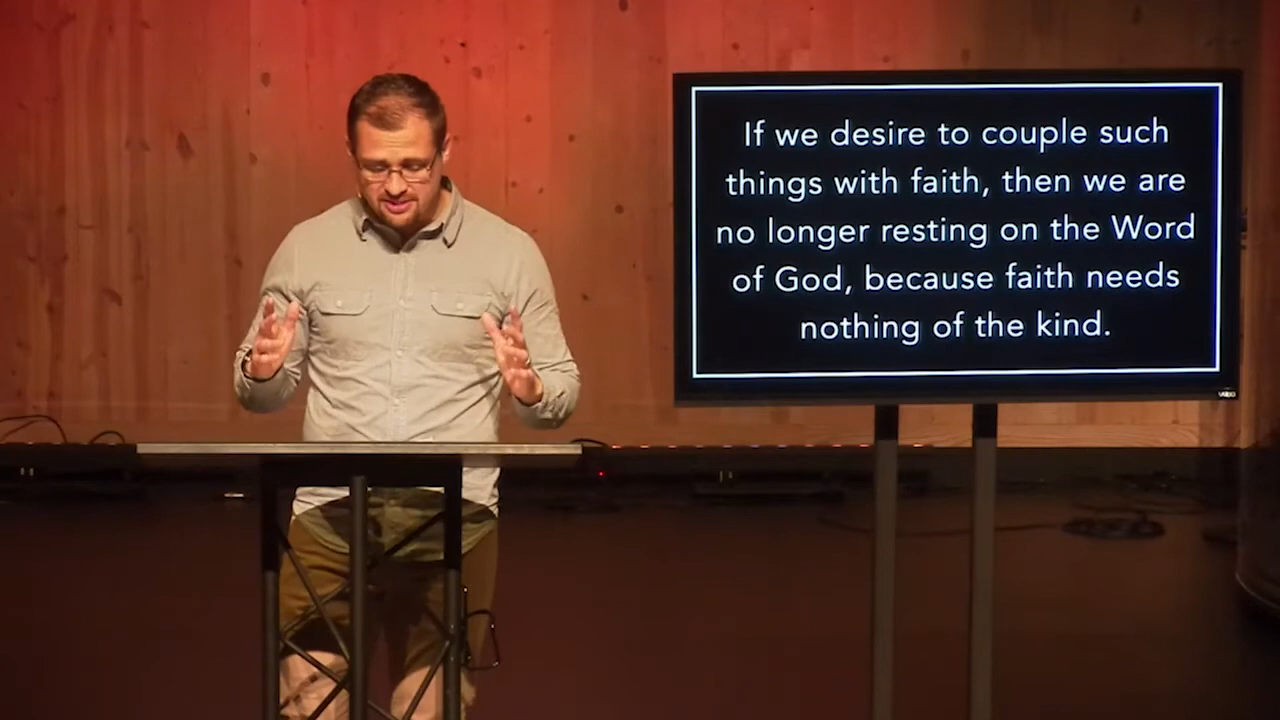 If we desire to couple such
things with faith, then we are
no longer resting on the Word
of God, because faith needs
nothing of the kind.
VIZIO